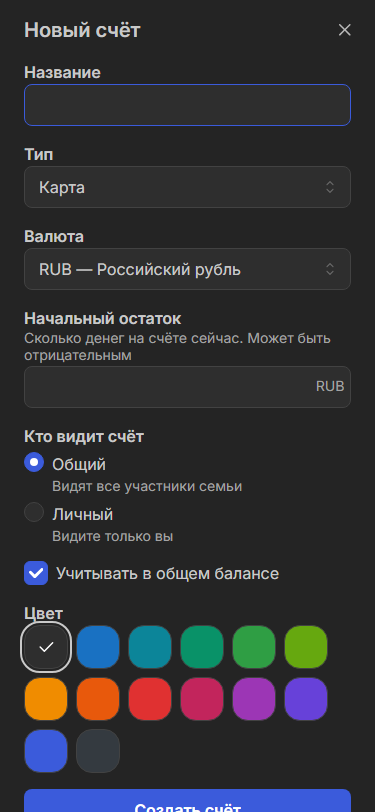 Новый счёт
Название
Тип
Карта
Валюта
RUB — Российский рубль
Начальный остаток
Сколько денег на счёте сейчас. Может быть
отрицательным
RUB
Кто видит счёт
Общий
Видят все участники семьи
Личный
Видите только вы
Учитывать в общем балансе
Цвет
Создать счёт